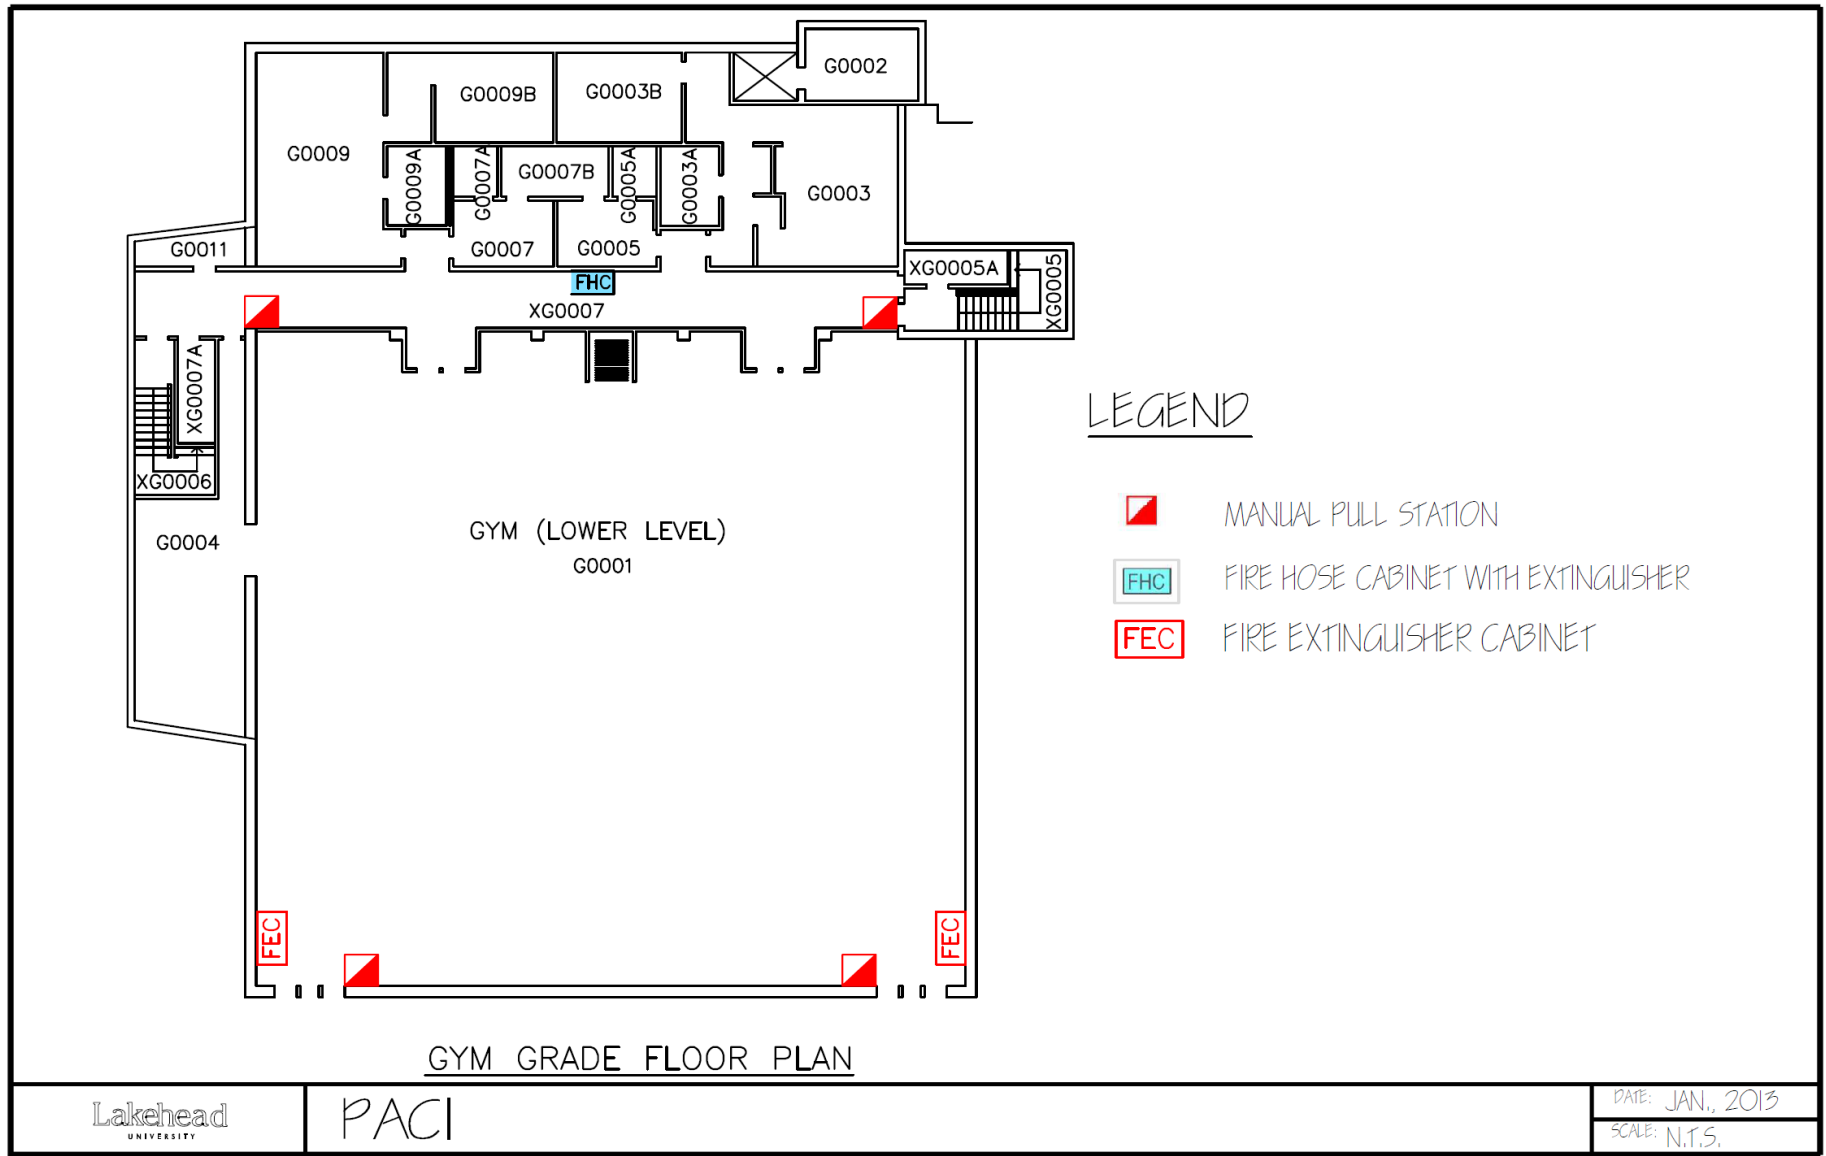 G0002
G0009B
G0003B
G0009
G0009A
G0007A
G0007B
G0005A
G0003A
G0003
G0011
G0007
G0005
XG0005A
XG0005
FHC
XG0007
XG0007A
XG0006
G0004
GYM (LOWER LEVEL)
G0001
FEC
FEC
GYM GRADE FLOOR PLAN
LEGEND
MANUAL PULL STATION
FHC FIRE HOSE CABINET WITH EXTINGUISHER
FEC FIRE EXTINGUISHER CABINET
Lakehead
UNIVERSITY
PACI
DATE: JAN., 2013
SCALE: N.T.S.